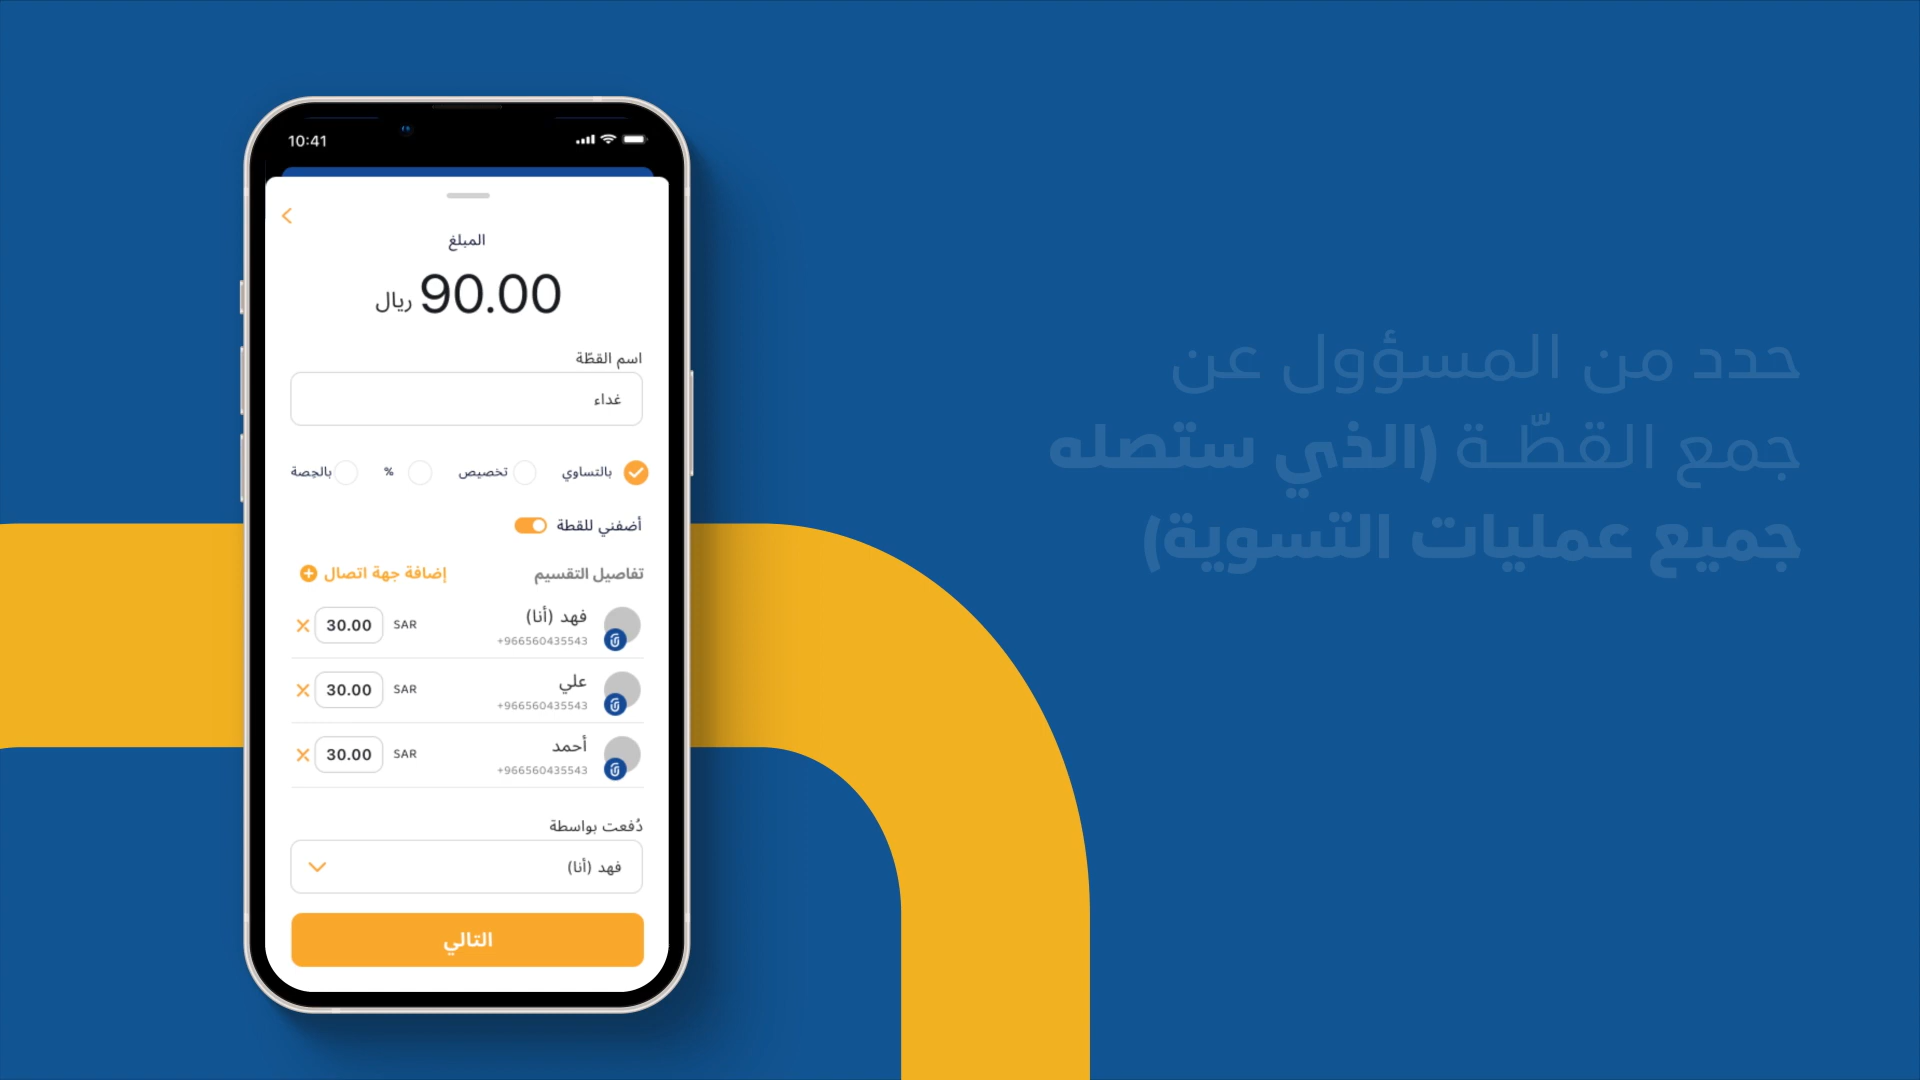 10:41
المبلغ
90.00 ريال
اسم القطّة
غداء
بالتساوي تخصيص % بالحِصة
أضفني للقطة
تفاصيل التقسيم إضافة جهة اتصال
فهد (أنا)
+966560435543
SAR 30.00
علي
+966560435543
SAR 30.00
أحمد
+966560435543
SAR 30.00
دُفعت بواسطة
فهد (أنا)
التالي
حدد من المسؤول عن
جمع القطّـة (الذي ستصله
جميع عمليات التسوية)